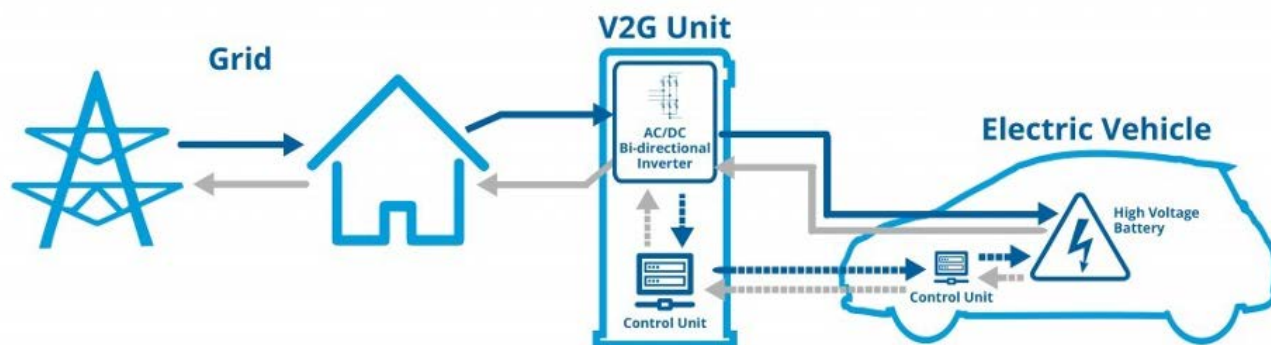 V2G Unit
Grid
AC/DC
Bi-directional
Inverter
Electric Vehicle
High Voltage
Battery
Control Unit
Control Unit